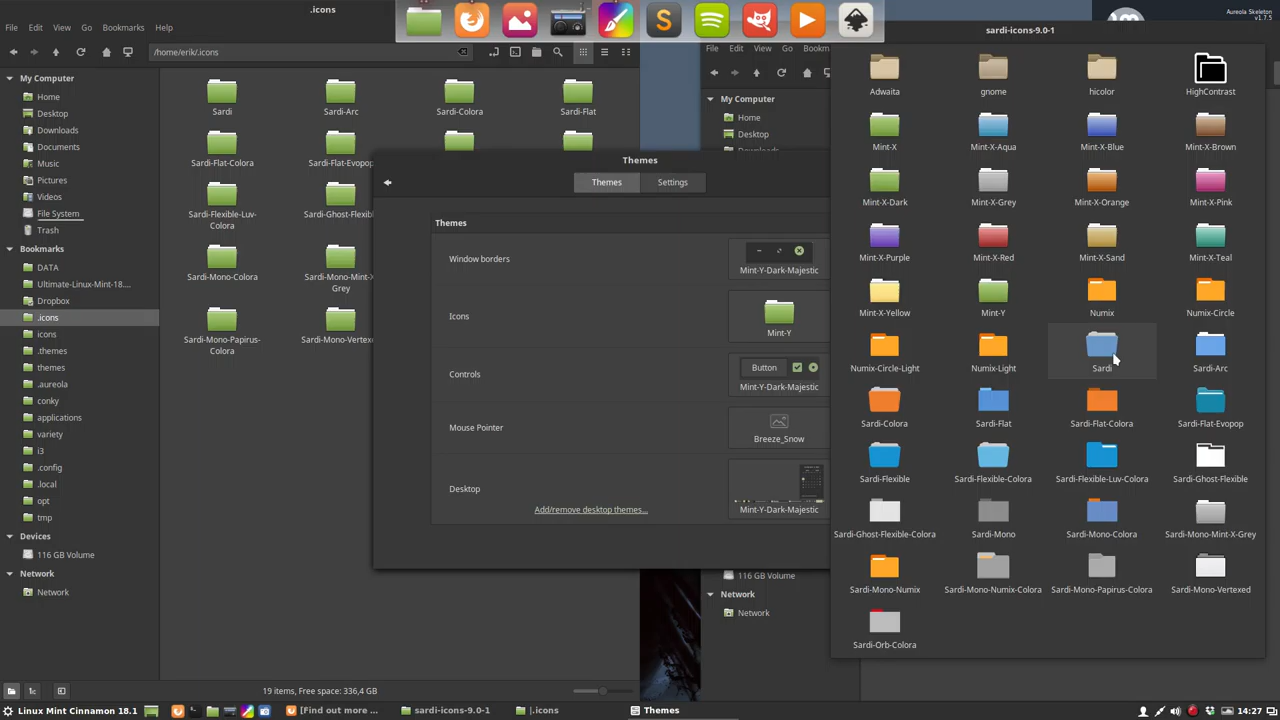 .icons
File Edit View Go Bookmarks Help
/home/erik/.icons
My Computer
Home
Desktop
Downloads
Documents
Music
Pictures
Videos
File System
Trash
Bookmarks
DATA
Ultimate-Linux-Mint-18....
Dropbox
.icons
icons
.themes
themes
.aureola
conky
applications
variety
i3
.config
.local
opt
tmp
Devices
116 GB Volume
Network
Network
Sardi Sardi-Arc Sardi-Colora Sardi-Flat
Sardi-Flat-Colora Sardi-Flat-Evopop
Sardi-Flexible-Luv-Colora Sardi-Ghost-Flexibl
Sardi-Mono-Colora Sardi-Mono-Mint-X-Grey
Sardi-Mono-Papirus-Colora Sardi-Mono-Vertex
19 items, Free space: 336,4 GB
Themes
Themes Settings
Themes
Window borders
Mint-Y-Dark-Majestic
Icons
Mint-Y
Controls
Button
Mint-Y-Dark-Majestic
Mouse Pointer
Breeze_Snow
Desktop
Mint-Y-Dark-Majestic
Add/remove desktop themes...
File Edit View Go Bookm
My Computer
Home
Desktop
116 GB Volume
Network
Network
Aureola Skeleton
v1.7.5
sardi-icons-9.0-1
Adwaita gnome hicolor HighContrast
Mint-X Mint-X-Aqua Mint-X-Blue Mint-X-Brown
Mint-X-Dark Mint-X-Grey Mint-X-Orange Mint-X-Pink
Mint-X-Purple Mint-X-Red Mint-X-Sand Mint-X-Teal
Mint-X-Yellow Mint-Y Numix Numix-Circle
Numix-Circle-Light Numix-Light Sardi Sardi-Arc
Sardi-Colora Sardi-Flat Sardi-Flat-Colora Sardi-Flat-Evopop
Sardi-Flexible Sardi-Flexible-Colora Sardi-Flexible-Luv-Colora Sardi-Ghost-Flexible
Sardi-Ghost-Flexible-Colora Sardi-Mono Sardi-Mono-Colora Sardi-Mono-Mint-X-Grey
Sardi-Mono-Numix Sardi-Mono-Numix-Colora Sardi-Mono-Papirus-Colora Sardi-Mono-Vertexed
Sardi-Orb-Colora
Linux Mint Cinnamon 18.1 [Find out more ... sardi-icons-9.0-1 [.icons Themes 14:27